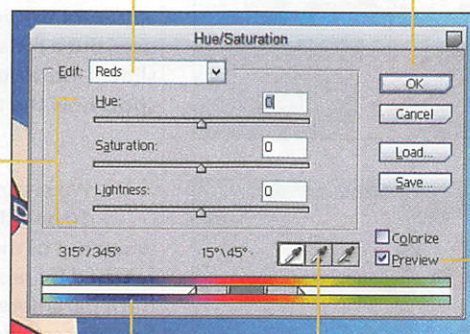 Hue/Saturation
Edit: Reds
OK
Hue: 0
Cancel
Saturation: 0
Load...
Save...
Lightness: 0
Colorize
315°/345° 15°\45°
Preview